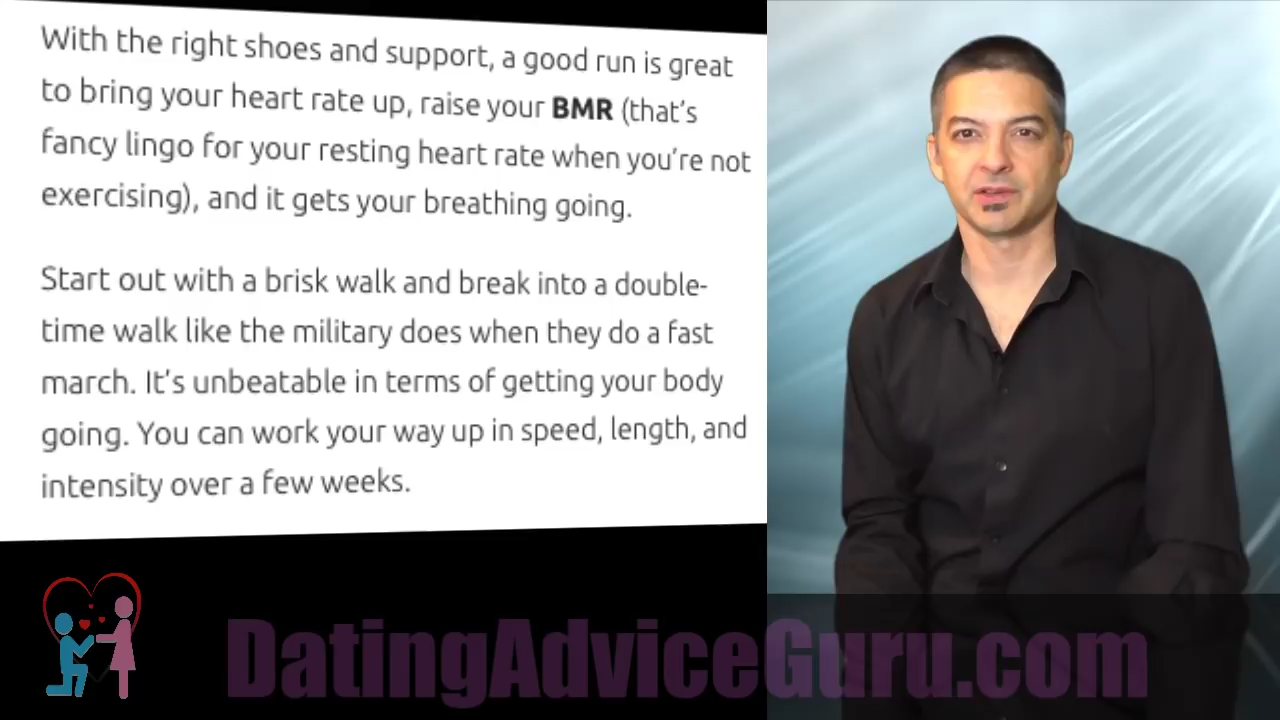 With the right shoes and support, a good run is great
to bring your heart rate up, raise your BMR (that's
fancy lingo for your resting heart rate when you're not
exercising), and it gets your breathing going.
Start out with a brisk walk and break into a double-
time walk like the military does when they do a fast
march. It's unbeatable in terms of getting your body
going. You can work your way up in speed, length, and
intensity over a few weeks.
DatingAdviceGuru.com